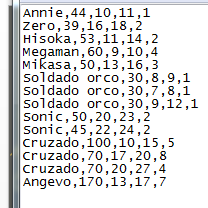 Annie,44,10,11,1
Zero,39,16,18,2
Hisoka,53,11,14,2
Megaman,60,9,10,4
Mikasa,50,13,16,3
Soldado orco,30,8,9,1
Soldado orco,30,7,8,1
Soldado orco,30,9,12,1
Sonic,50,20,23,2
Sonic,45,22,24,2
Cruzado,100,10,15,5
Cruzado,70,17,20,8
Cruzado,70,20,27,4
Angevo,170,13,17,7